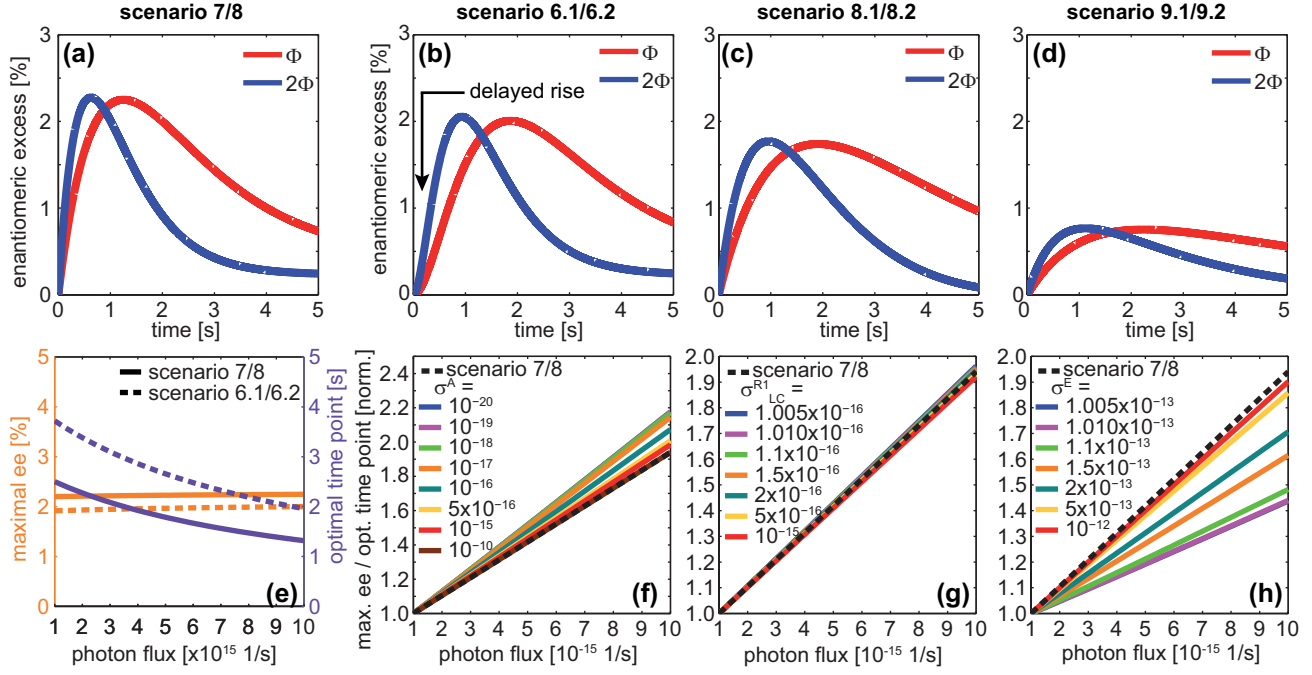 scenario 7/8
scenario 6.1/6.2
scenario 8.1/8.2
scenario 9.1/9.2
(a)
Φ
2Φ
enantiomeric excess [%]
3
2
1
0
0 1 2 3 4 5
time [s]
(b)
Φ
2Φ
delayed rise
enantiomeric excess [%]
3
2
1
0
0 1 2 3 4 5
time [s]
(c)
Φ
2Φ
3
2
1
0
0 1 2 3 4 5
time [s]
(d)
Φ
2Φ
3
2
1
0
0 1 2 3 4 5
time [s]
maximal ee [%]
5
4
3
2
1
0
scenario 7/8
scenario 6.1/6.2
5
4
3
2
1
0
optimal time point [s]
(e)
1 2 3 4 5 6 7 8 9 10
photon flux [x10¹⁵ 1/s]
max. ee / opt. time point [norm.]
2.4
2.2
2.0
1.8
1.6
1.4
1.2
1.0
scenario 7/8
σᴬ =
10⁻²⁰
10⁻¹⁹
10⁻¹⁸
10⁻¹⁷
10⁻¹⁶
5x10⁻¹⁶
10⁻¹⁵
10⁻¹⁰
(f)
1 2 3 4 5 6 7 8 9 10
photon flux [10⁻¹⁵ 1/s]
2.0
1.9
1.8
1.7
1.6
1.5
1.4
1.3
1.2
1.1
1.0
scenario 7/8
σᴿ¹LC =
1.005x10⁻¹⁶
1.010x10⁻¹⁶
1.1x10⁻¹⁶
1.5x10⁻¹⁶
2x10⁻¹⁶
5x10⁻¹⁶
10⁻¹⁵
(g)
1 2 3 4 5 6 7 8 9 10
photon flux [10⁻¹⁵ 1/s]
2.0
1.9
1.8
1.7
1.6
1.5
1.4
1.3
1.2
1.1
1.0
scenario 7/8
σᴱ =
1.005x10⁻¹³
1.010x10⁻¹³
1.1x10⁻¹³
1.5x10⁻¹³
2x10⁻¹³
5x10⁻¹³
10⁻¹²
(h)
1 2 3 4 5 6 7 8 9 10
photon flux [10⁻¹⁵ 1/s]